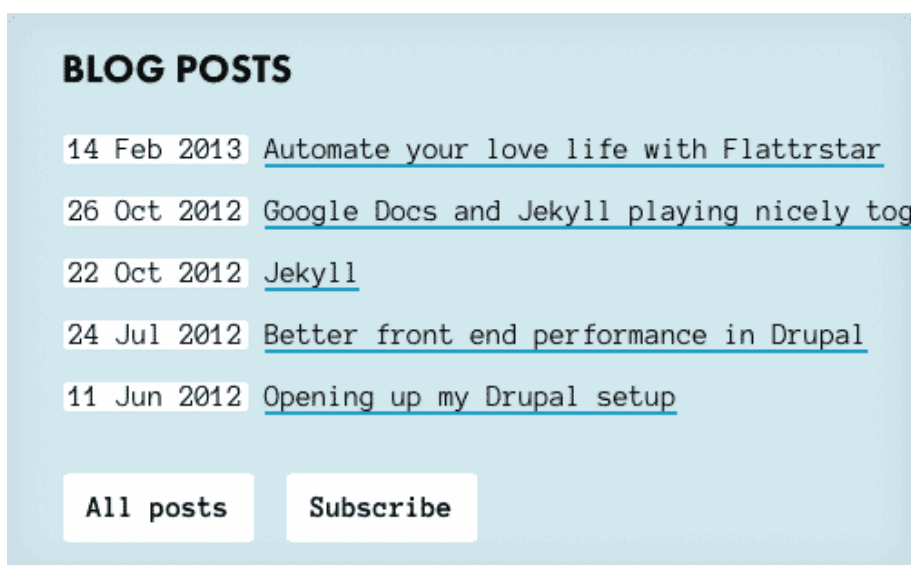 BLOG POSTS
14 Feb 2013 Automate your love life with Flattrstar
26 Oct 2012 Google Docs and Jekyll playing nicely tog
22 Oct 2012 Jekyll
24 Jul 2012 Better front end performance in Drupal
11 Jun 2012 Opening up my Drupal setup
All posts Subscribe